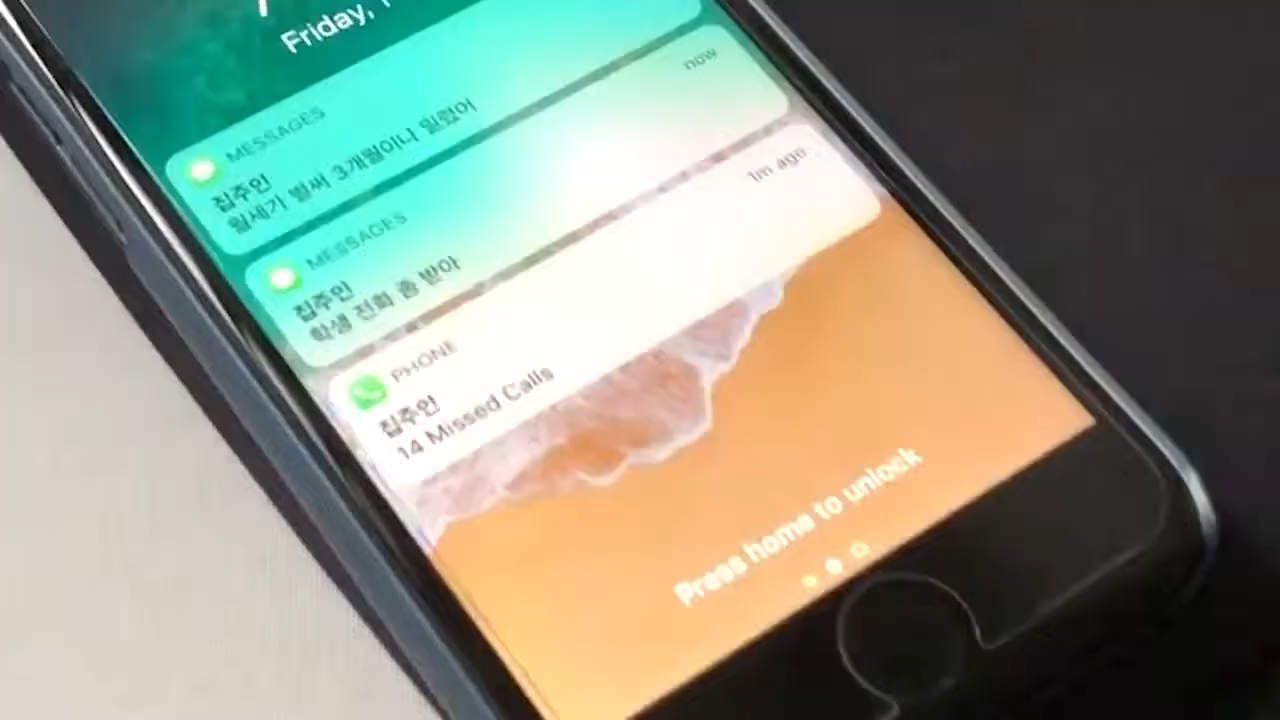 Friday,
MESSAGES
now
집주인
월세가 벌써 3개월이나 밀렸어
MESSAGES
1m ago
집주인
학생 전화 좀 받아
PHONE
집주인
14 Missed Calls
Press home to unlock